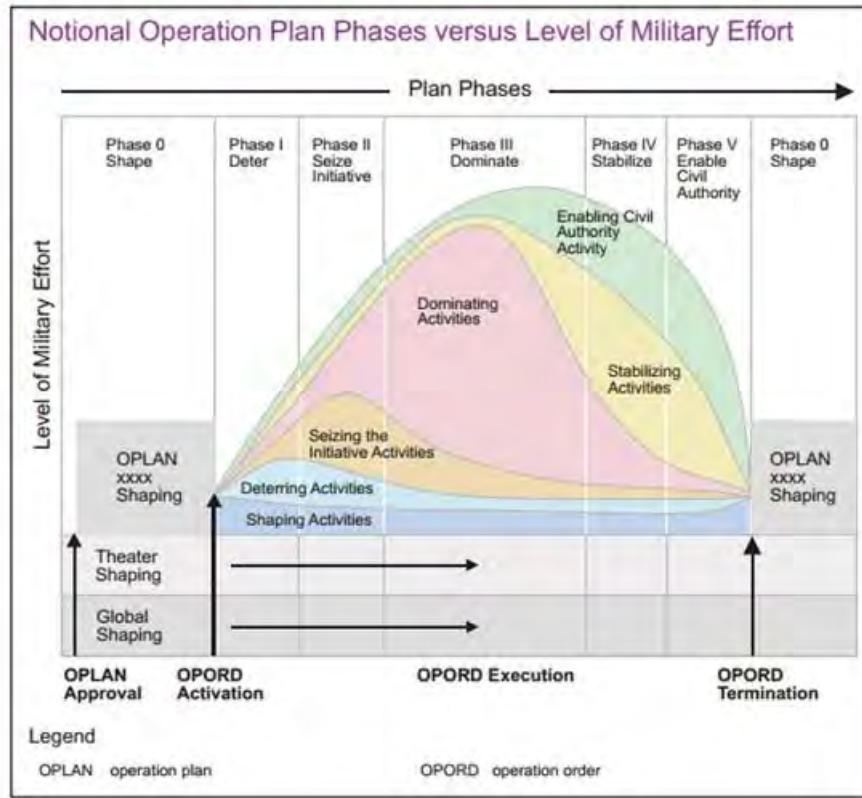 Notional Operation Plan Phases versus Level of Military Effort
Plan Phases
Phase 0
Shape
Phase I
Deter
Phase II
Seize
Initiative
Phase III
Dominate
Phase IV
Stabilize
Phase V
Enable
Civil
Authority
Phase 0
Shape
Level of Military Effort
Enabling Civil
Authority
Activity
Dominating
Activities
Stabilizing
Activities
Seizing the
Initiative Activities
Deterring Activities
Shaping Activities
OPLAN
xxxx
Shaping
OPLAN
xxxx
Shaping
Theater
Shaping
Global
Shaping
OPLAN
Approval
OPORD
Activation
OPORD Execution
OPORD
Termination
Legend
OPLAN operation plan
OPORD operation order